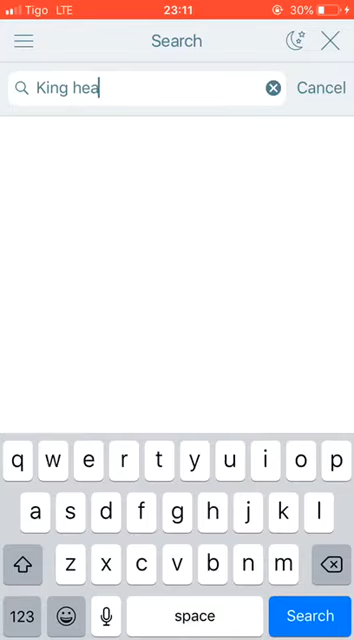 Tigo LTE 23:11 30%
Search
King hea Cancel
q w e r t y u i o p
a s d f g h j k l
z x c v b n m
123 space Search